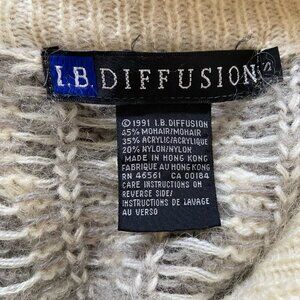 I.B. DIFFUSION S
© 1991 I.B. DIFFUSION
45% MOHAIR/MOHAIR
35% ACRYLIC/ACRYLIQUE
20% NYLON/NYLON
MADE IN HONG KONG
FABRIQUE AU HONG KONG
RN 46561 CA 00184
CARE INSTRUCTIONS ON
REVERSE SIDE/
INSTRUCTIONS DE LAVAGE
AU VERSO